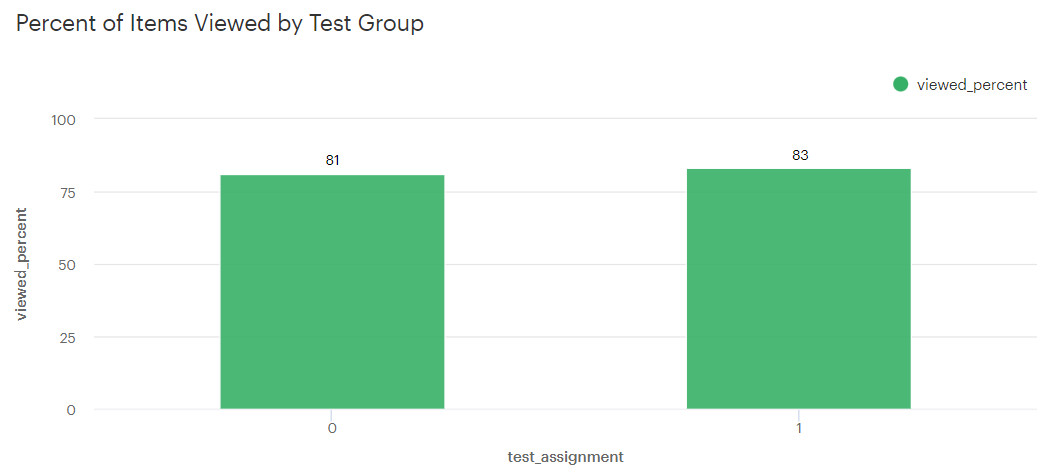 Percent of Items Viewed by Test Group
viewed_percent
100
81
83
75
50
25
0
viewed_percent
0
1
test_assignment